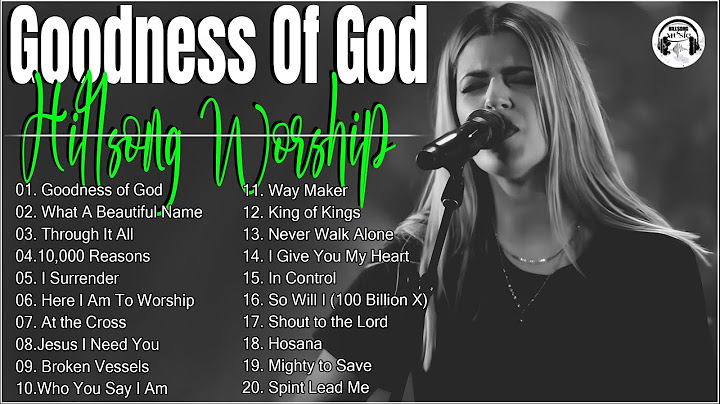 Goodness Of God
Hillsong Worship
HILLSONG
MUSIC
01. Goodness of God
02. What A Beautiful Name
03. Through It All
04.10,000 Reasons
05. I Surrender
06. Here I Am To Worship
07. At the Cross
08.Jesus I Need You
09. Broken Vessels
10.Who You Say I Am
11. Way Maker
12. King of Kings
13. Never Walk Alone
14. I Give You My Heart
15. In Control
16. So Will I (100 Billion X)
17. Shout to the Lord
18. Hosana
19. Mighty to Save
20. Spint Lead Me